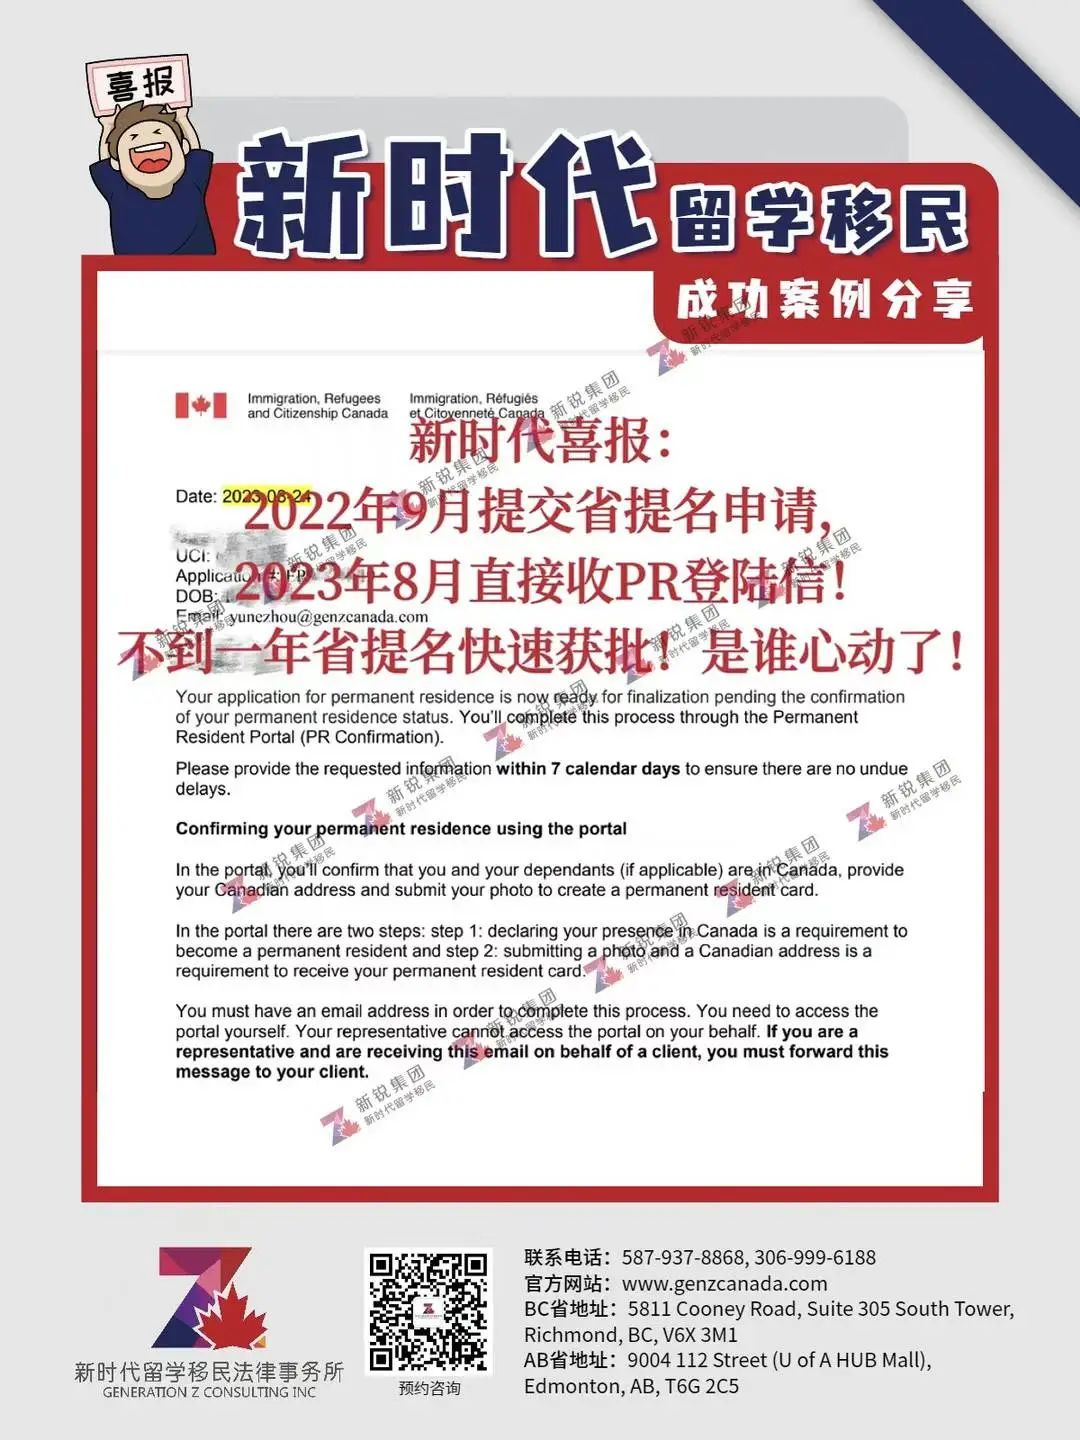 喜报
新时代留学移民
成功案例分享
Immigration, Refugees and Citizenship Canada
Immigration, Réfugiés et Citoyenneté Canada
新时代喜报：
Date: 2023-08-24
2022年9月提交省提名申请，
UCI:
Application #: EP
2023年8月直接收PR登陆信！
DOB:
Email: yunezhou@genzcanada.com
不到一年省提名快速获批！是谁心动了！
Your application for permanent residence is now ready for finalization pending the confirmation
of your permanent residence status. You'll complete this process through the Permanent
Resident Portal (PR Confirmation).
Please provide the requested information within 7 calendar days to ensure there are no undue
delays.
Confirming your permanent residence using the portal
In the portal, you'll confirm that you and your dependants (if applicable) are in Canada, provide
your Canadian address and submit your photo to create a permanent resident card.
In the portal there are two steps: step 1: declaring your presence in Canada is a requirement to
become a permanent resident and step 2: submitting a photo and a Canadian address is a
requirement to receive your permanent resident card.
You must have an email address in order to complete this process. You need to access the
portal yourself. Your representative cannot access the portal on your behalf. If you are a
representative and are receiving this email on behalf of a client, you must forward this
message to your client.
新锐集团
新时代留学移民
新时代留学移民法律事务所
GENERATION Z CONSULTING INC
预约咨询
联系电话：587-937-8868, 306-999-6188
官方网站：www.genzcanada.com
BC省地址：5811 Cooney Road, Suite 305 South Tower,
Richmond, BC, V6X 3M1
AB省地址：9004 112 Street (U of A HUB Mall),
Edmonton, AB, T6G 2C5